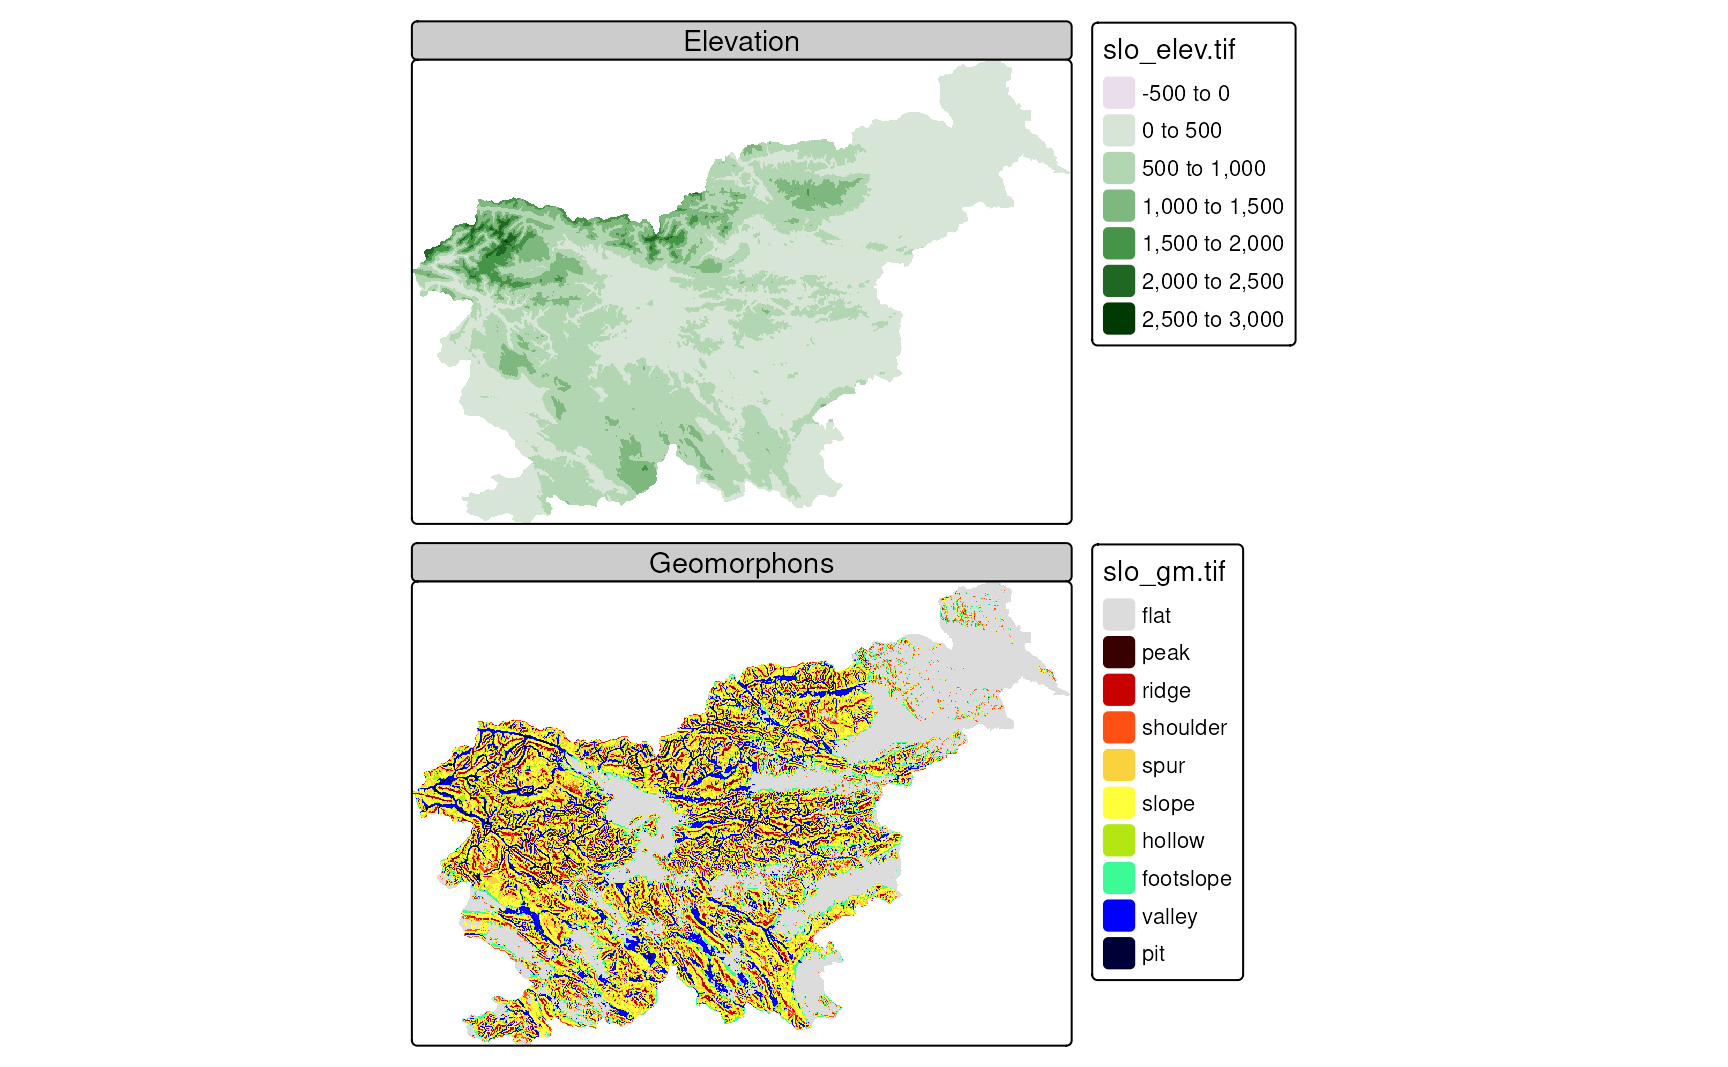 Elevation
slo_elev.tif
-500 to 0
0 to 500
500 to 1,000
1,000 to 1,500
1,500 to 2,000
2,000 to 2,500
2,500 to 3,000
Geomorphons
slo_gm.tif
flat
peak
ridge
shoulder
spur
slope
hollow
footslope
valley
pit